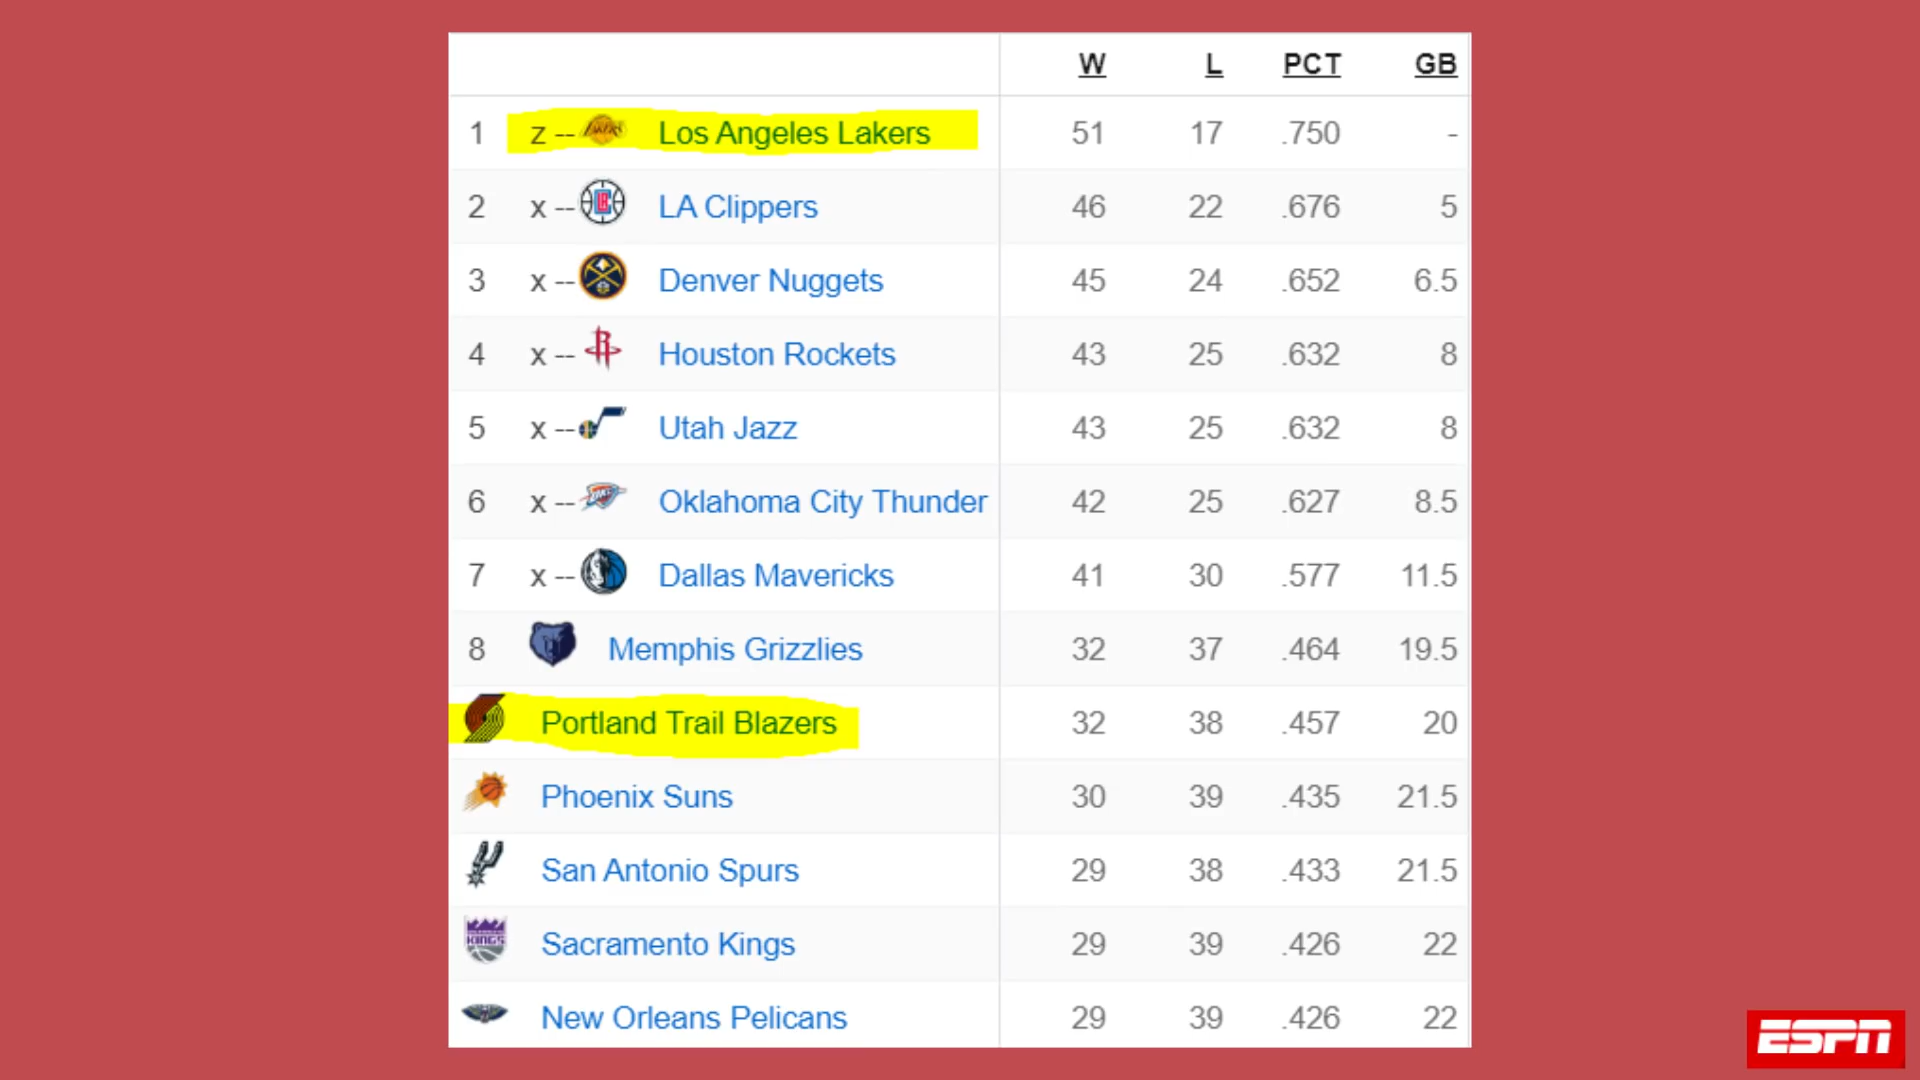 W L PCT GB
1 z -- Los Angeles Lakers 51 17 .750 -
2 x -- LA Clippers 46 22 .676 5
3 x -- Denver Nuggets 45 24 .652 6.5
4 x -- Houston Rockets 43 25 .632 8
5 x -- Utah Jazz 43 25 .632 8
6 x -- Oklahoma City Thunder 42 25 .627 8.5
7 x -- Dallas Mavericks 41 30 .577 11.5
8 Memphis Grizzlies 32 37 .464 19.5
Portland Trail Blazers 32 38 .457 20
Phoenix Suns 30 39 .435 21.5
San Antonio Spurs 29 38 .433 21.5
KINGS Sacramento Kings 29 39 .426 22
New Orleans Pelicans 29 39 .426 22
ESPN